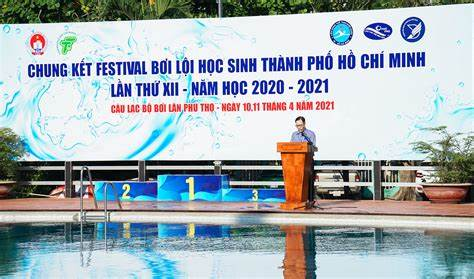 CHUNG KẾT FESTIVAL BƠI LỘI HỌC SINH THÀNH PHỐ HỒ CHÍ MINH
LẦN THỨ XII - NĂM HỌC 2020 - 2021
CÂU LẠC BỘ BƠI LẶN PHÚ THỌ - NGÀY 10,11 THÁNG 4 NĂM 2021
2 1 3